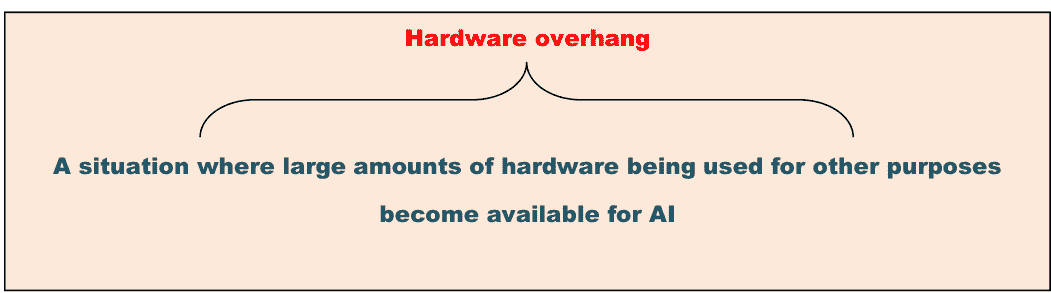 Hardware overhang
A situation where large amounts of hardware being used for other purposes
become available for AI